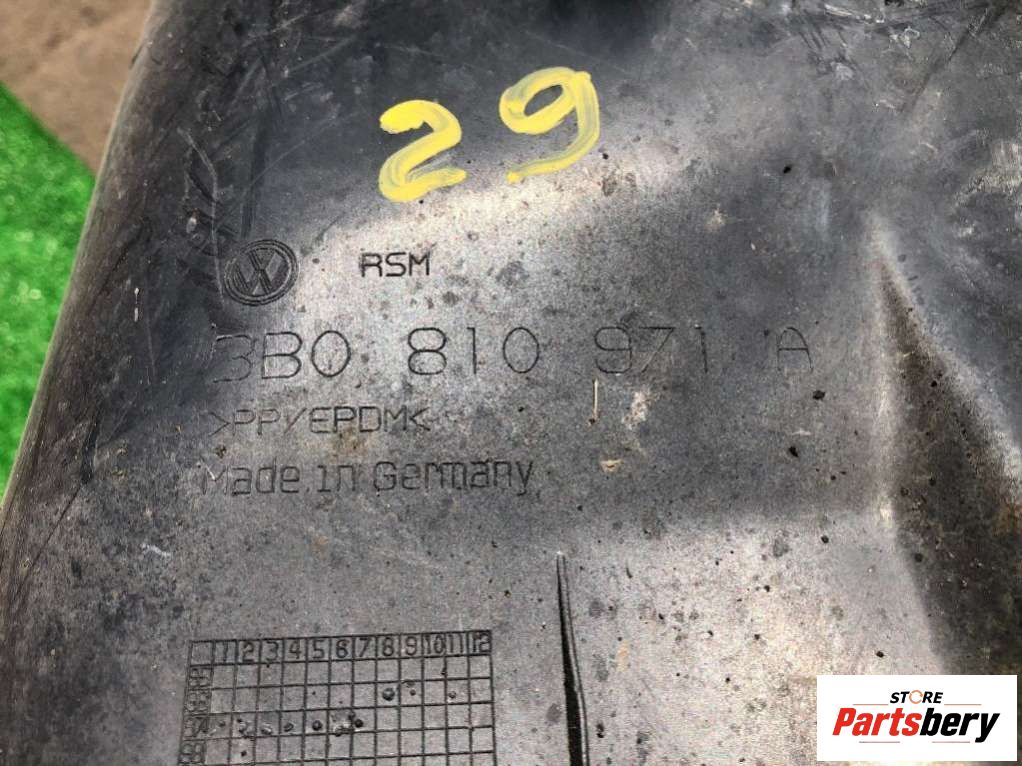 29
RSM
3B0 810 971 A
>PP/EPDM<
Made in Germany
1 2 3 4 5 6 7 8 9 10 11 12
STORE
Partsbery